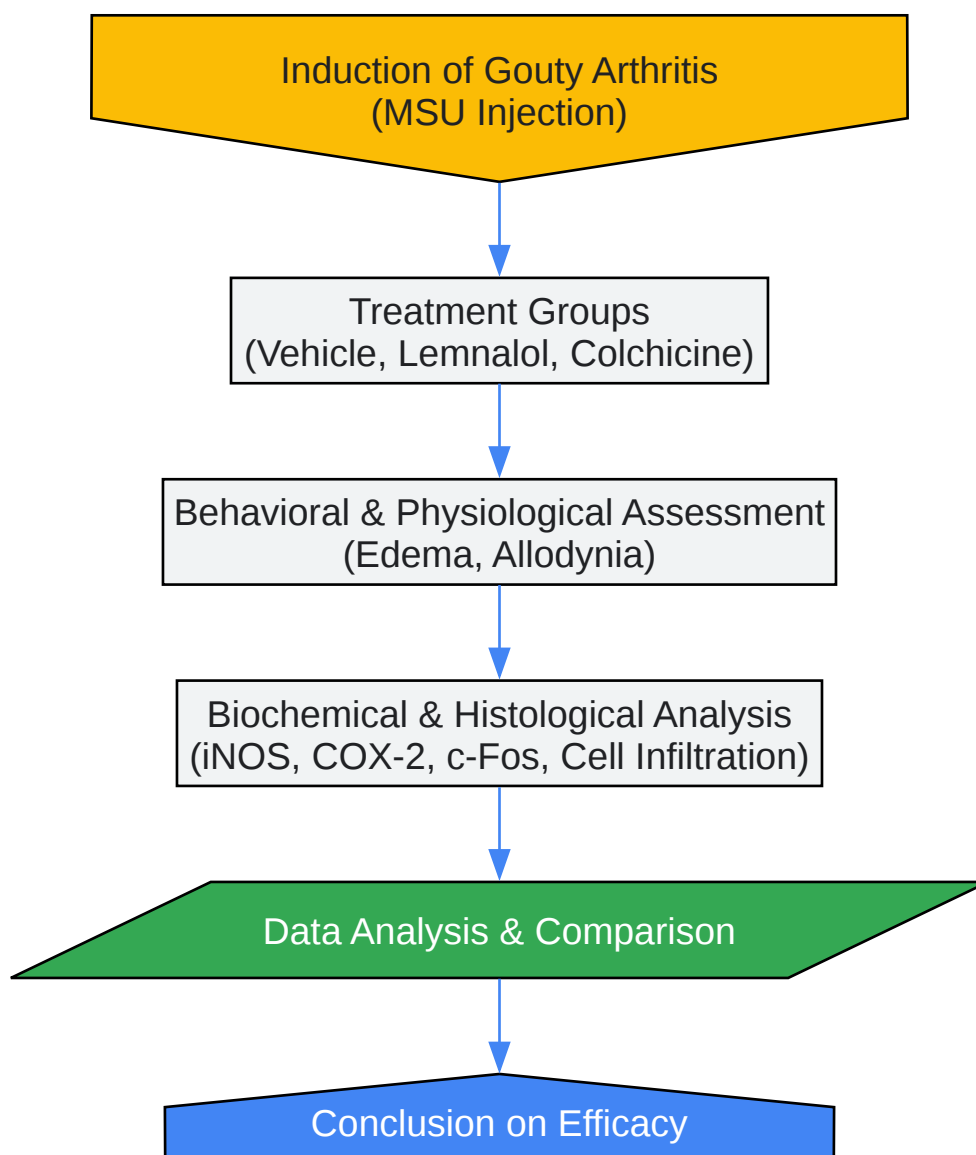 Induction of Gouty Arthritis
(MSU Injection)
Treatment Groups
(Vehicle, Lemnalol, Colchicine)
Behavioral & Physiological Assessment
(Edema, Allodynia)
Biochemical & Histological Analysis
(iNOS, COX-2, c-Fos, Cell Infiltration)
Data Analysis & Comparison
Conclusion on Efficacy